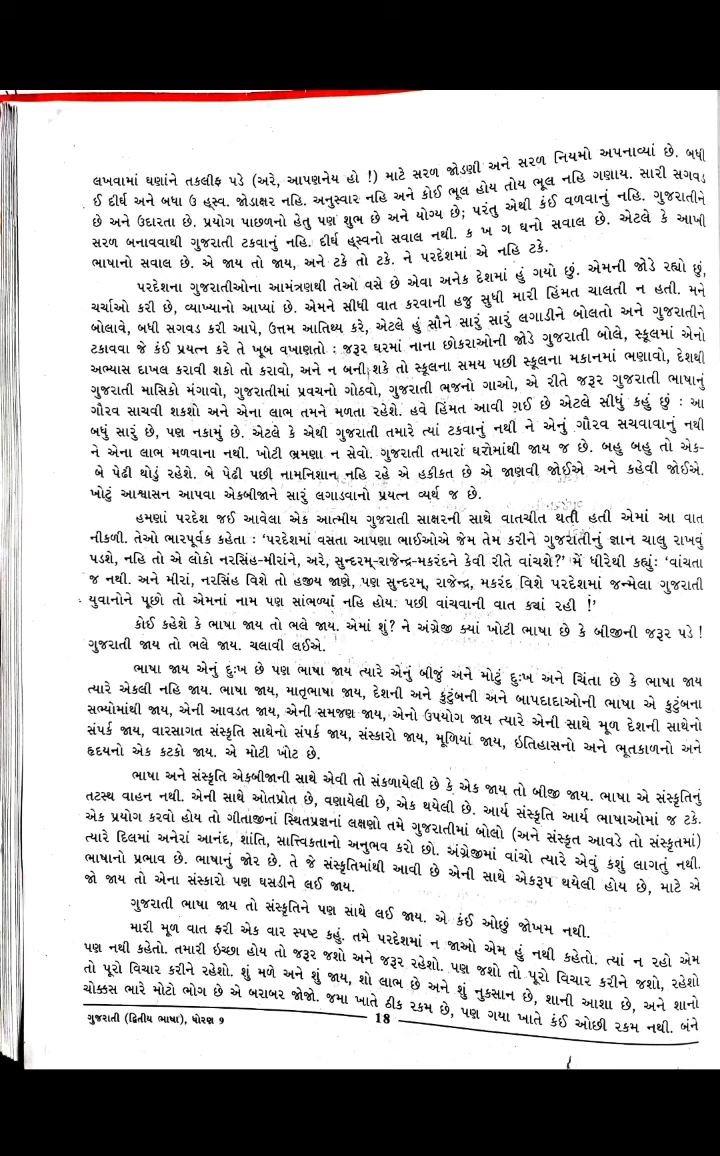 લખવામાં ઘણાંને તકલીફ પડે (અરે, આપણનેય હો !) માટે સરળ જોડણી અને સરળ નિયમો અપનાવ્યાં છે. બધી
ઈ દીર્ઘ અને બધા ઉ હ્રસ્વ. જોડાક્ષર નહિ. અનુસ્વાર નહિ અને કોઈ ભૂલ હોય તોય ભૂલ નહિ ગણાય. સારી સગવડ
છે અને ઉદારતા છે. પ્રયોગ પાછળનો હેતુ પણ શુભ છે અને યોગ્ય છે; પરંતુ એથી કંઈ વળવાનું નહિ. ગુજરાતીને
સરળ બનાવવાથી ગુજરાતી ટકવાનું નહિ. દીર્ઘ હ્રસ્વનો સવાલ નથી. ક ખ ગ ઘનો સવાલ છે. એટલે કે આખી
ભાષાનો સવાલ છે. એ જાય તો જાય, અને ટકે તો ટકે. ને પરદેશમાં એ નહિ ટકે.
પરદેશના ગુજરાતીઓના આમંત્રણથી તેઓ વસે છે એવા અનેક દેશમાં હું ગયો છું. એમની જોડે રહ્યો છું,
ચર્ચાઓ કરી છે, વ્યાખ્યાનો આપ્યાં છે. એમને સીધી વાત કરવાની હજુ સુધી મારી હિંમત ચાલતી ન હતી. મને
બોલાવે, બધી સગવડ કરી આપે, ઉત્તમ આતિથ્ય કરે, એટલે હું સૌને સારું સારું લગાડીને બોલતો અને ગુજરાતીને
ટકાવવા જે કંઈ પ્રયત્ન કરે તે ખૂબ વખાણતો : જરૂર ઘરમાં નાના છોકરાઓની જોડે ગુજરાતી બોલે, સ્કૂલમાં એનો
અભ્યાસ દાખલ કરાવી શકો તો કરાવો, અને ન બની શકે તો સ્કૂલના સમય પછી સ્કૂલના મકાનમાં ભણાવો, દેશથી
ગુજરાતી માસિકો મંગાવો, ગુજરાતીમાં પ્રવચનો ગોઠવો, ગુજરાતી ભજનો ગાઓ, એ રીતે જરૂર ગુજરાતી ભાષાનું
ગૌરવ સાચવી શકશો અને એના લાભ તમને મળતા રહેશે. હવે હિંમત આવી ગઈ છે એટલે સીધું કહું છું : આ
બધું સારું છે, પણ નકામું છે. એટલે કે એથી ગુજરાતી તમારે ત્યાં ટકવાનું નથી ને એનું ગૌરવ સચવાવાનું નથી
ને એના લાભ મળવાના નથી. ખોટી ભ્રમણા ન સેવો. ગુજરાતી તમારાં ઘરોમાંથી જાય જ છે. બહુ બહુ તો એક-
બે પેઢી થોડું રહેશે. બે પેઢી પછી નામનિશાન નહિ રહે એ હકીકત છે એ જાણવી જોઈએ અને કહેવી જોઈએ.
ખોટું આશ્વાસન આપવા એકબીજાને સારું લગાડવાનો પ્રયત્ન વ્યર્થ જ છે.
હમણાં પરદેશ જઈ આવેલા એક આત્મીય ગુજરાતી સાક્ષરની સાથે વાતચીત થતી હતી એમાં આ વાત
નીકળી. તેઓ ભારપૂર્વક કહેતા : ‘પરદેશમાં વસંતા આપણા ભાઈઓએ જેમ તેમ કરીને ગુજરાતીનું જ્ઞાન ચાલુ રાખવું
પડશે, નહિ તો એ લોકો નરસિંહ-મીરાંને, અરે, સુન્દરમ્-રાજેન્દ્ર-મકરંદને કેવી રીતે વાંચશે?’ મેં ધીરેથી કહ્યું: ‘વાંચતા
જ નથી. અને મીરાં, નરસિંહ વિશે તો હજીય જાણે, પણ સુન્દરમ્, રાજેન્દ્ર, મકરંદ વિશે પરદેશમાં જન્મેલા ગુજરાતી
યુવાનોને પૂછો તો એમનાં નામ પણ સાંભળ્યાં નહિ હોય. પછી વાંચવાની વાત ક્યાં રહી !’
કોઈ કહેશે કે ભાષા જાય તો ભલે જાય. એમાં શું? ને અંગ્રેજી ક્યાં ખોટી ભાષા છે કે બીજીની જરૂર પડે !
ગુજરાતી જાય તો ભલે જાય. ચલાવી લઈએ.
ભાષા જાય એનું દુઃખ છે પણ ભાષા જાય ત્યારે એનું બીજું અને મોટું દુઃખ અને ચિંતા છે કે ભાષા જાય
ત્યારે એકલી નહિ જાય. ભાષા જાય, માતૃભાષા જાય, દેશની અને કુટુંબની અને બાપદાદાઓની ભાષા એ કુટુંબના
સભ્યોમાંથી જાય, એની આવડત જાય, એની સમજણ જાય, એનો ઉપયોગ જાય ત્યારે એની સાથે મૂળ દેશની સાથેનો
સંપર્ક જાય, વારસાગત સંસ્કૃતિ સાથેનો સંપર્ક જાય, સંસ્કારો જાય, મૂળિયાં જાય, ઇતિહાસનો અને ભૂતકાળનો અને
હૃદયનો એક કટકો જાય. એ મોટી ખોટ છે.
ભાષા અને સંસ્કૃતિ એકબીજાની સાથે એવી તો સંકળાયેલી છે કે એક જાય તો બીજી જાય. ભાષા એ સંસ્કૃતિનું
તટસ્થ વાહન નથી. એની સાથે ઓતપ્રોત છે, વણાયેલી છે, એક થયેલી છે. આર્ય સંસ્કૃતિ આર્ય ભાષાઓમાં જ ટકે.
એક પ્રયોગ કરવો હોય તો ગીતાજીનાં સ્થિતપ્રજ્ઞનાં લક્ષણો તમે ગુજરાતીમાં બોલો (અને સંસ્કૃત આવડે તો સંસ્કૃતમાં)
ત્યારે દિલમાં અનેરાં આનંદ, શાંતિ, સાત્ત્વિકતાનો અનુભવ કરો છો. અંગ્રેજીમાં વાંચો ત્યારે એવું કશું લાગતું નથી.
ભાષાનો પ્રભાવ છે. ભાષાનું જોર છે. તે જે સંસ્કૃતિમાંથી આવી છે એની સાથે એકરૂપ થયેલી હોય છે, માટે એ
જો જાય તો એના સંસ્કારો પણ ઘસડીને લઈ જાય.
ગુજરાતી ભાષા જાય તો સંસ્કૃતિને પણ સાથે લઈ જાય. એ કંઈ ઓછું જોખમ નથી.
મારી મૂળ વાત ફરી એક વાર સ્પષ્ટ કહું. તમે પરદેશમાં ન જાઓ એમ હું નથી કહેતો. ત્યાં ન રહો એમ
પણ નથી કહેતો. તમારી ઇચ્છા હોય તો જરૂર જશો અને જરૂર રહેશો. પણ જશો તો પૂરો વિચાર કરીને જશો, રહેશો
તો પૂરો વિચાર કરીને રહેશો. શું મળે અને શું જાય, શો લાભ છે અને શું નુકસાન છે, શાની આશા છે, અને શાનો
ચોક્કસ ભારે મોટો ભોગ છે એ બરાબર જોજો. જમા ખાતે ઠીક રકમ છે, પણ ગયા ખાતે કંઈ ઓછી રકમ નથી. બંને
ગુજરાતી (દ્વિતીય ભાષા), ધોરણ 9
18